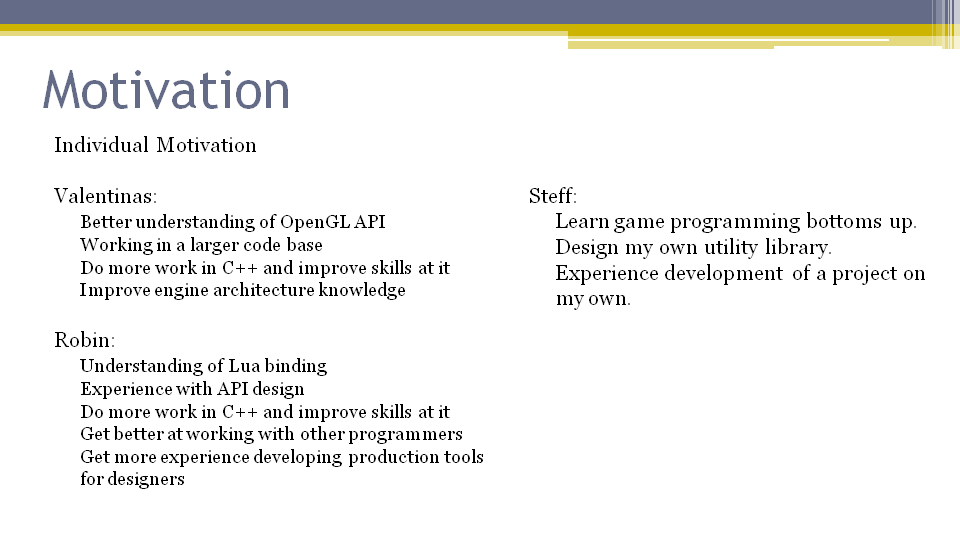 Motivation
Individual Motivation
Valentinas:
Better understanding of OpenGL API
Working in a larger code base
Do more work in C++ and improve skills at it
Improve engine architecture knowledge
Robin:
Understanding of Lua binding
Experience with API design
Do more work in C++ and improve skills at it
Get better at working with other programmers
Get more experience developing production tools
for designers
Steff:
Learn game programming bottoms up.
Design my own utility library.
Experience development of a project on
my own.